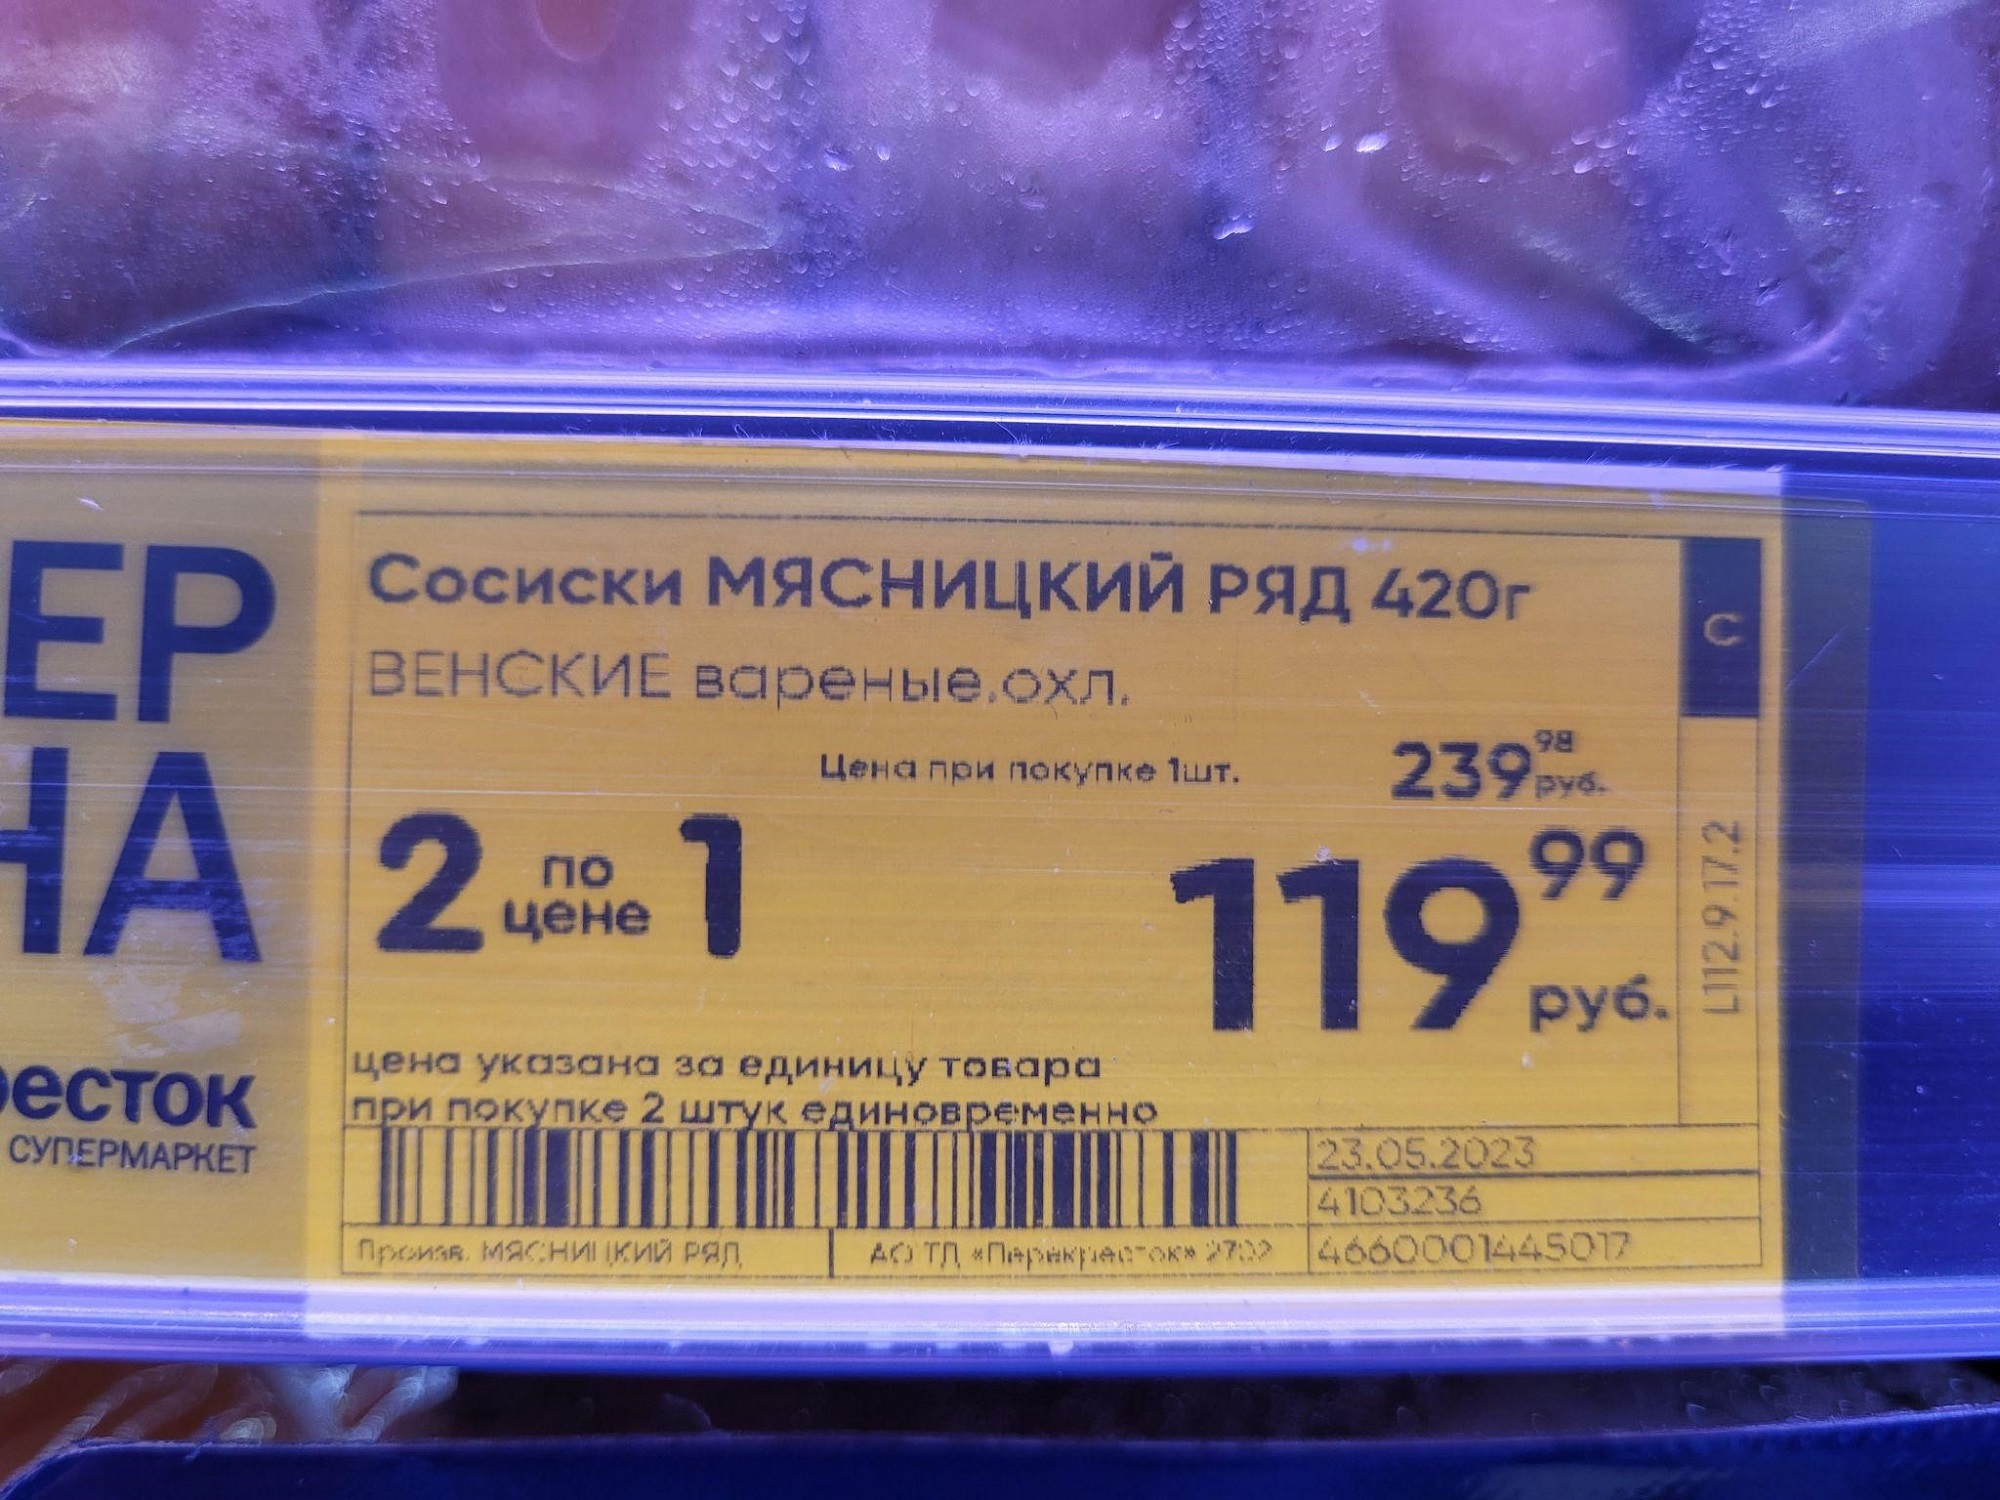 ЕР
НА
ресток
СУПЕРМАРКЕТ
Сосиски МЯСНИЦКИЙ РЯД 420г
С
ВЕНСКИЕ вареные.охл.
Цена при покупке 1шт. 239 98 руб.
2 по цене 1
119 99 руб.
L112.9.17.2
цена указана за единицу товара
при покупке 2 штук единовременно
23.05.2023
4103236
4660001445017
Произв. МЯСНИЦКИЙ РЯД
АО ТД «Перекресток» 2702